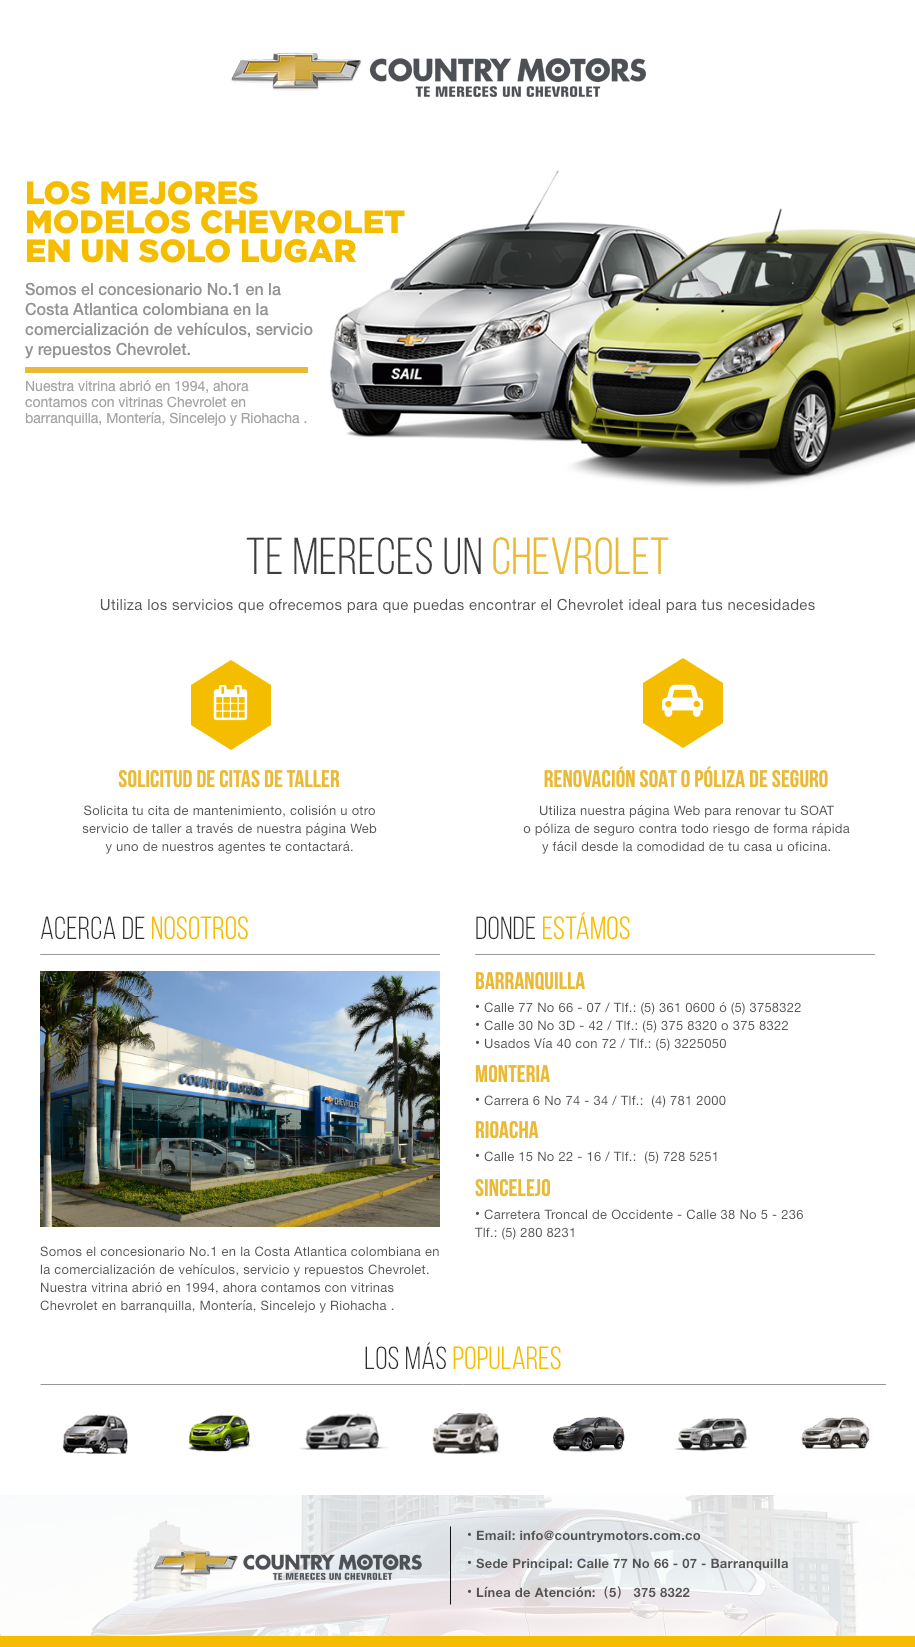 COUNTRY MOTORS
TE MERECES UN CHEVROLET
LOS MEJORES
MODELOS CHEVROLET
EN UN SOLO LUGAR
Somos el concesionario No.1 en la
Costa Atlantica colombiana en la
comercialización de vehículos, servicio
y repuestos Chevrolet.
Nuestra vitrina abrió en 1994, ahora
contamos con vitrinas Chevrolet en
barranquilla, Montería, Sincelejo y Riohacha .
SAIL
TE MERECES UN CHEVROLET
Utiliza los servicios que ofrecemos para que puedas encontrar el Chevrolet ideal para tus necesidades
SOLICITUD DE CITAS DE TALLER
Solicita tu cita de mantenimiento, colisión u otro
servicio de taller a través de nuestra página Web
y uno de nuestros agentes te contactará.
RENOVACIÓN SOAT O PÓLIZA DE SEGURO
Utiliza nuestra página Web para renovar tu SOAT
o póliza de seguro contra todo riesgo de forma rápida
y fácil desde la comodidad de tu casa u oficina.
ACERCA DE NOSOTROS
COUNTRY MOTORS
CHEVROLET
Somos el concesionario No.1 en la Costa Atlantica colombiana en
la comercialización de vehículos, servicio y repuestos Chevrolet.
Nuestra vitrina abrió en 1994, ahora contamos con vitrinas
Chevrolet en barranquilla, Montería, Sincelejo y Riohacha .
DONDE ESTÁMOS
BARRANQUILLA
• Calle 77 No 66 - 07 / Tlf.: (5) 361 0600 ó (5) 3758322
• Calle 30 No 3D - 42 / Tlf.: (5) 375 8320 o 375 8322
• Usados Vía 40 con 72 / Tlf.: (5) 3225050
MONTERIA
• Carrera 6 No 74 - 34 / Tlf.: (4) 781 2000
RIOACHA
• Calle 15 No 22 - 16 / Tlf.: (5) 728 5251
SINCELEJO
• Carretera Troncal de Occidente - Calle 38 No 5 - 236
Tlf.: (5) 280 8231
LOS MÁS POPULARES
COUNTRY MOTORS
TE MERECES UN CHEVROLET
• Email: info@countrymotors.com.co
• Sede Principal: Calle 77 No 66 - 07 - Barranquilla
• Línea de Atención: (5) 375 8322